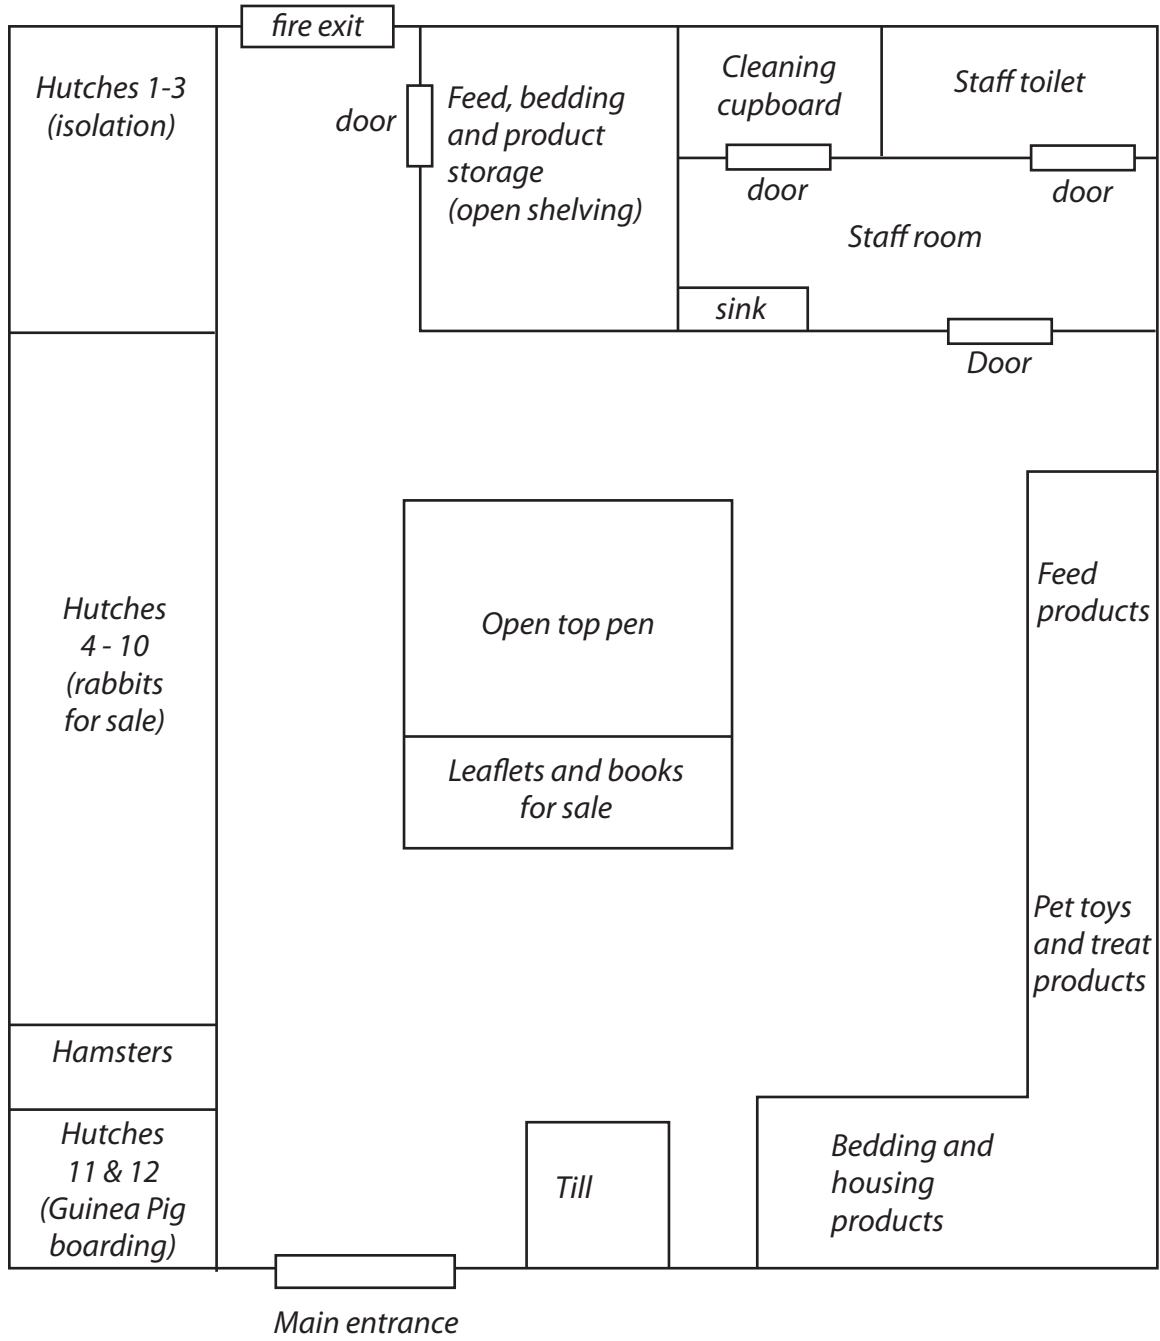 fire exit
Hutches 1-3
(isolation)
door
Feed, bedding
and product
storage
(open shelving)
Cleaning
cupboard
Staff toilet
door
door
Staff room
sink
Door
Hutches
4 - 10
(rabbits
for sale)
Open top pen
Leaflets and books
for sale
Feed
products
Pet toys
and treat
products
Hamsters
Hutches
11 & 12
(Guinea Pig
boarding)
Till
Bedding and
housing
products
Main entrance